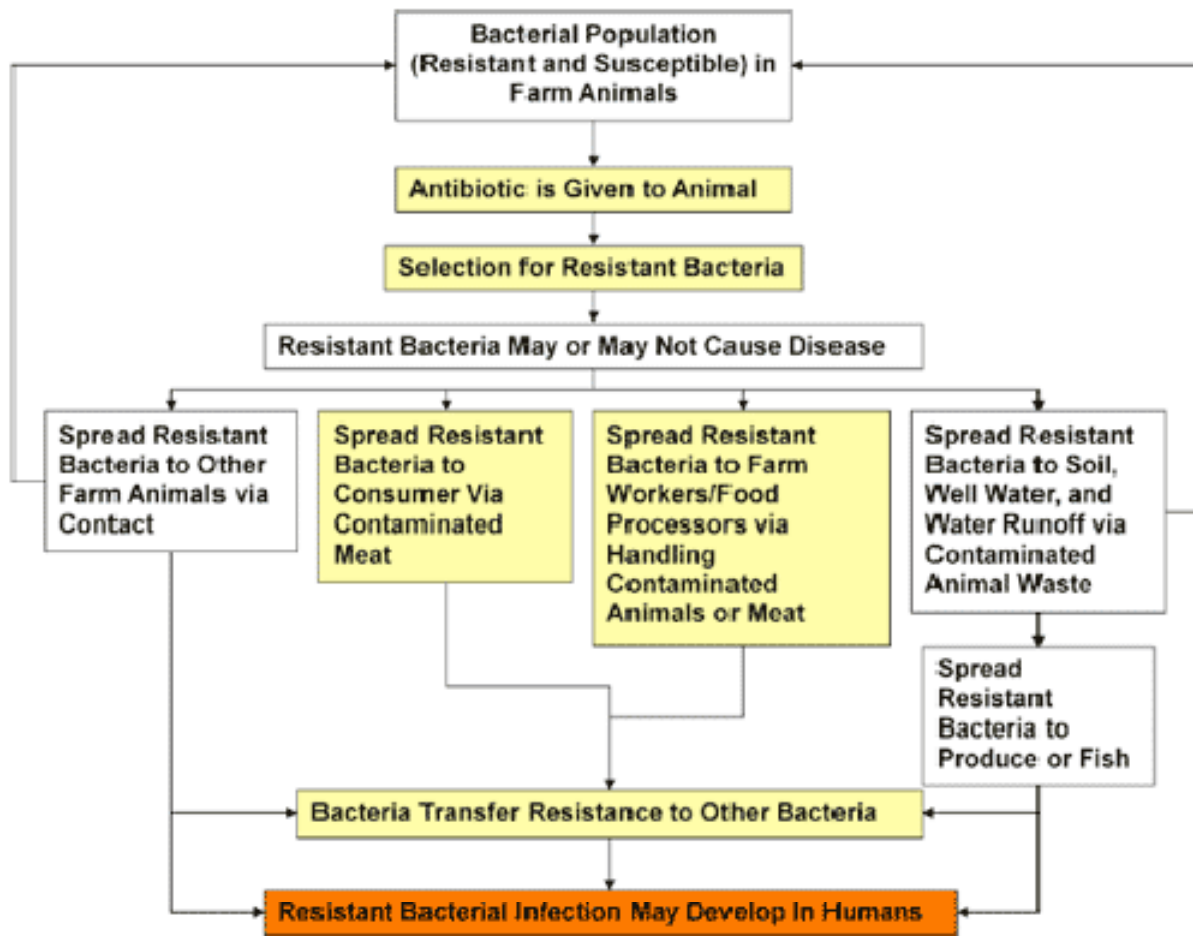 Bacterial Population
(Resistant and Susceptible) in
Farm Animals
Antibiotic is Given to Animal
Selection for Resistant Bacteria
Resistant Bacteria May or May Not Cause Disease
Spread Resistant
Bacteria to Other
Farm Animals via
Contact
Spread Resistant
Bacteria to
Consumer Via
Contaminated
Meat
Spread Resistant
Bacteria to Farm
Workers/Food
Processors via
Handling
Contaminated
Animals or Meat
Spread Resistant
Bacteria to Soil,
Well Water, and
Water Runoff via
Contaminated
Animal Waste
Spread
Resistant
Bacteria to
Produce or Fish
Bacteria Transfer Resistance to Other Bacteria
Resistant Bacterial Infection May Develop In Humans